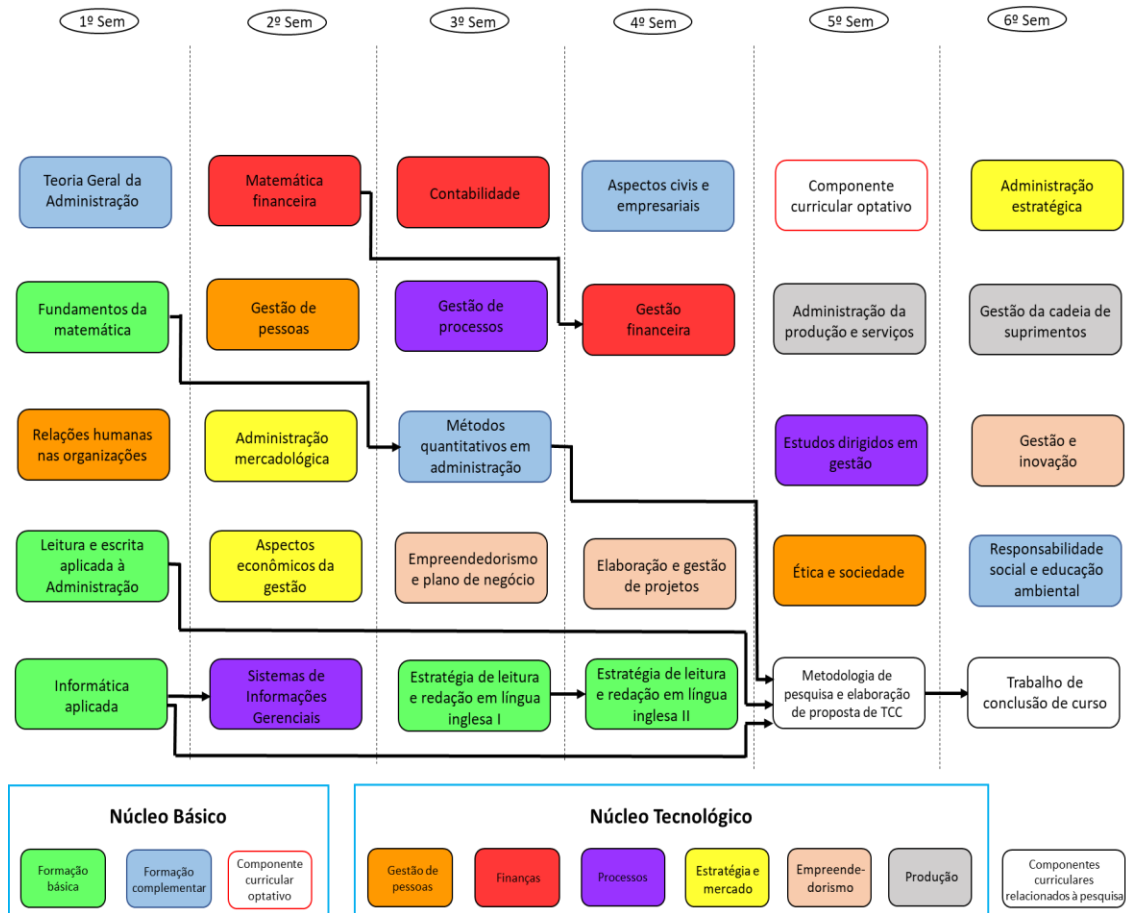 1º Sem
2º Sem
3º Sem
4º Sem
5º Sem
6º Sem
Teoria Geral da
Administração
Matemática
financeira
Contabilidade
Aspectos civis e
empresariais
Componente
curricular optativo
Administração
estratégica
Fundamentos da
matemática
Gestão de
pessoas
Gestão de
processos
Gestão
financeira
Administração da
produção e serviços
Gestão da cadeia de
suprimentos
Relações humanas
nas organizações
Administração
mercadológica
Métodos
quantitativos em
administração
Estudos dirigidos em
gestão
Gestão e
inovação
Leitura e escrita
aplicada à
Administração
Aspectos
econômicos da
gestão
Empreendedorismo
e plano de negócio
Elaboração e gestão
de projetos
Ética e sociedade
Responsabilidade
social e educação
ambiental
Informática
aplicada
Sistemas de
Informações
Gerenciais
Estratégia de leitura
e redação em língua
inglesa I
Estratégia de leitura
e redação em língua
inglesa II
Metodologia de
pesquisa e elaboração
de proposta de TCC
Trabalho de
conclusão de curso
Núcleo Básico
Formação
básica
Formação
complementar
Componente
curricular
optativo
Núcleo Tecnológico
Gestão de
pessoas
Finanças
Processos
Estratégia e
mercado
Empreende-
dorismo
Produção
Componentes
curriculares
relacionados à pesquisa